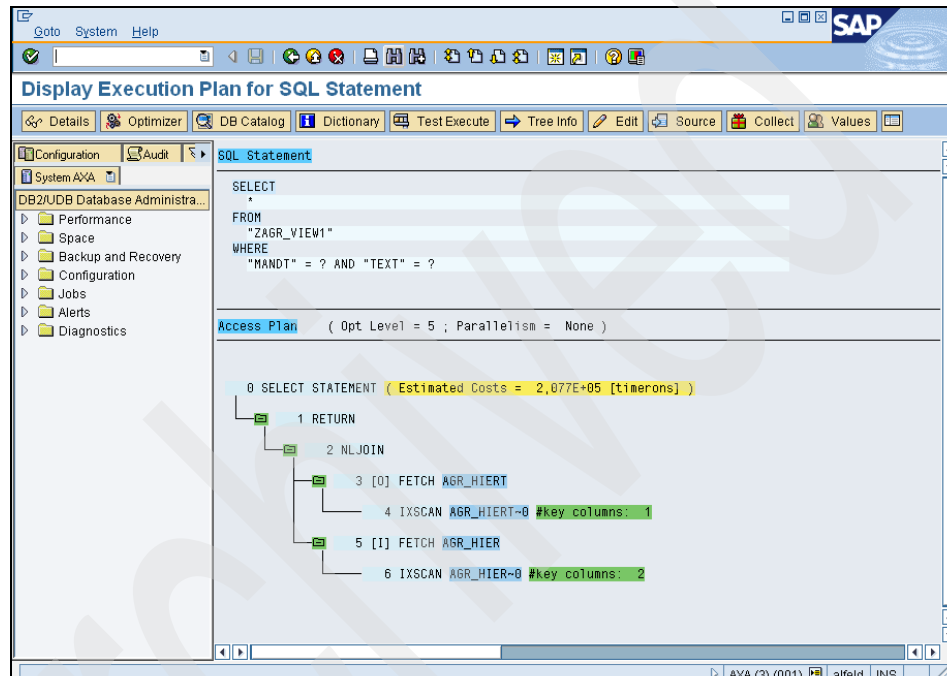 Goto System Help
SAP
Display Execution Plan for SQL Statement
Details Optimizer DB Catalog Dictionary Test Execute Tree Info Edit Source Collect Values
Configuration Audit
System AXA
DB2/UDB Database Administra...
Performance
Space
Backup and Recovery
Configuration
Jobs
Alerts
Diagnostics
SQL Statement
SELECT
*
FROM
"ZAGR_VIEW1"
WHERE
"MANDT" = ? AND "TEXT" = ?
Access Plan ( Opt Level = 5 ; Parallelism = None )
0 SELECT STATEMENT ( Estimated Costs = 2,077E+05 [timerons] )
1 RETURN
2 NLJOIN
3 [O] FETCH AGR_HIERT
4 IXSCAN AGR_HIERT~0 #key columns: 1
5 [I] FETCH AGR_HIER
6 IXSCAN AGR_HIER~0 #key columns: 2
AXA (3) (001) alfeld INS